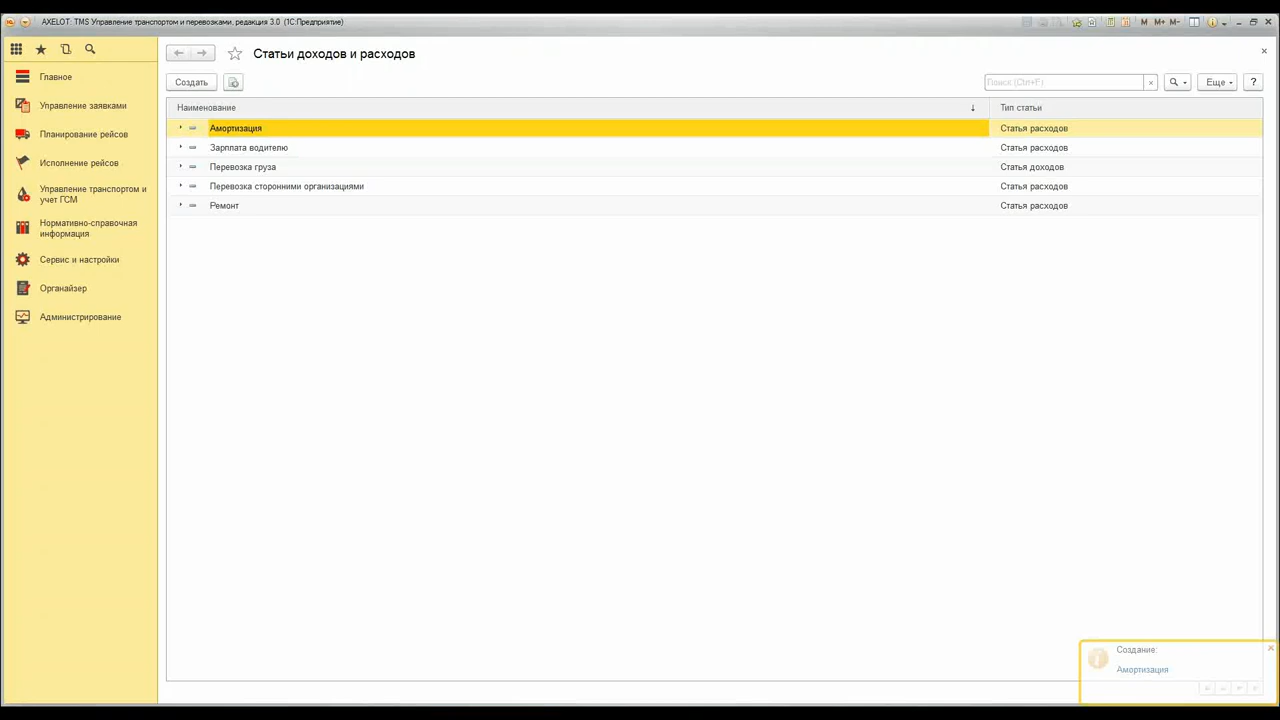 AXELOT: TMS Управление транспортом и перевозками, редакция 3.0 (1С:Предприятие)
M M+ M-
Статьи доходов и расходов
Создать
Поиск (Ctrl+F)
Еще
?
Главное
Управление заявками
Планирование рейсов
Исполнение рейсов
Управление транспортом и
учет ГСМ
Нормативно-справочная
информация
Сервис и настройки
Органайзер
Администрирование
Наименование
Тип статьи
Амортизация
Статья расходов
Зарплата водителю
Статья расходов
Перевозка груза
Статья доходов
Перевозка сторонними организациями
Статья расходов
Ремонт
Статья расходов
Создание:
Амортизация